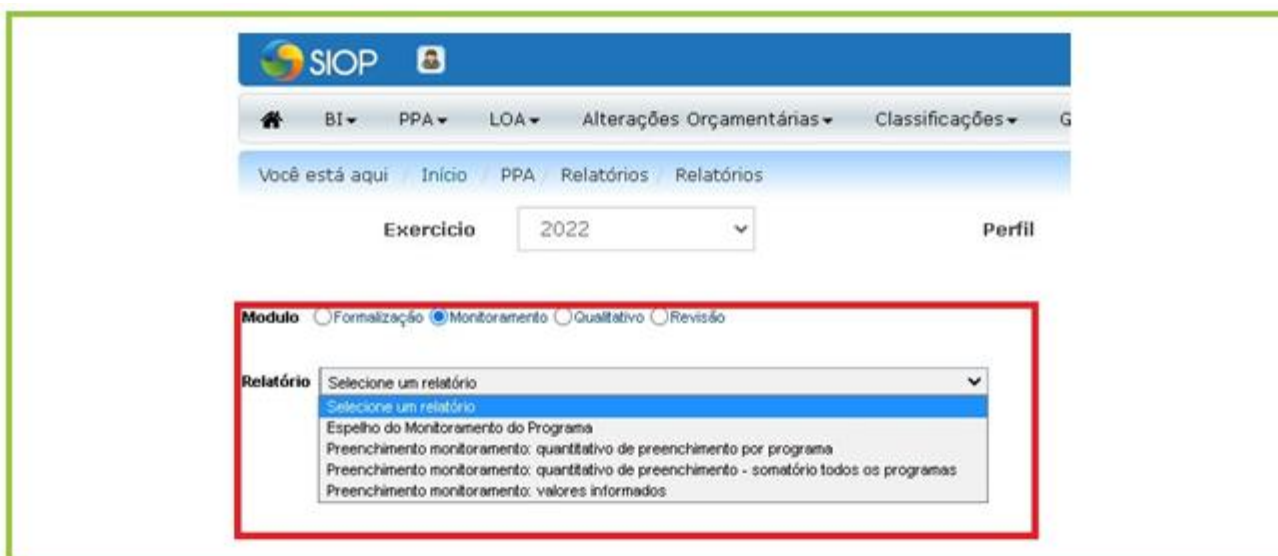 SIOP
BI PPA LOA Alterações Orçamentárias Classificações G
Você está aqui / Início / PPA / Relatórios / Relatórios
Exercicio 2022 Perfil
Modulo Formalização Monitoramento Qualitativo Revisão
Relatório Selecione um relatório
Selecione um relatório
Espelho do Monitoramento do Programa
Preenchimento monitoramento: quantitativo de preenchimento por programa
Preenchimento monitoramento: quantitativo de preenchimento - somatório todos os programas
Preenchimento monitoramento: valores informados